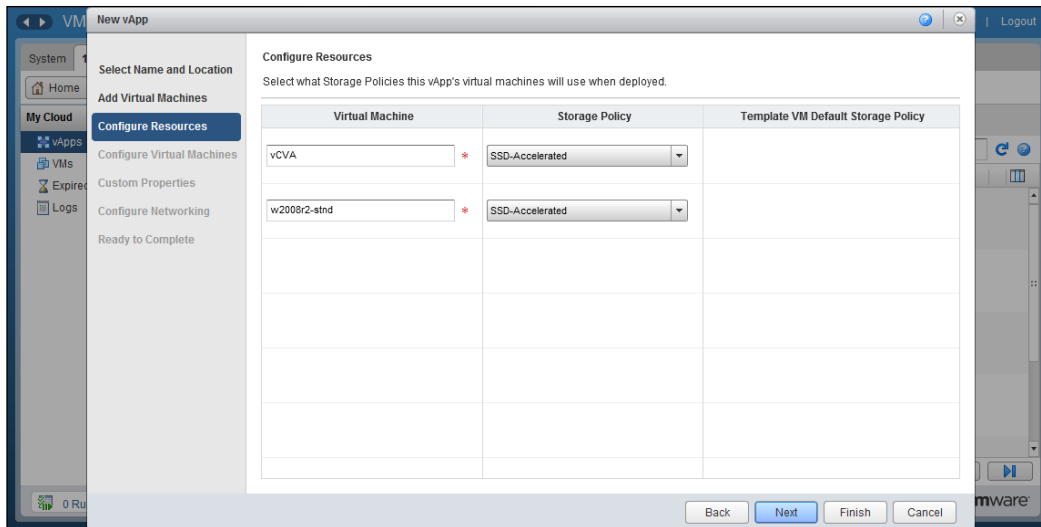 VM
New vApp
Logout
System
Home
My Cloud
vApps
VMs
Expired
Logs
0 Ru
Select Name and Location
Add Virtual Machines
Configure Resources
Configure Virtual Machines
Custom Properties
Configure Networking
Ready to Complete
Configure Resources
Select what Storage Policies this vApp's virtual machines will use when deployed.
Virtual Machine Storage Policy Template VM Default Storage Policy
vCVA * SSD-Accelerated
w2008r2-stnd * SSD-Accelerated
Back Next Finish Cancel
mware